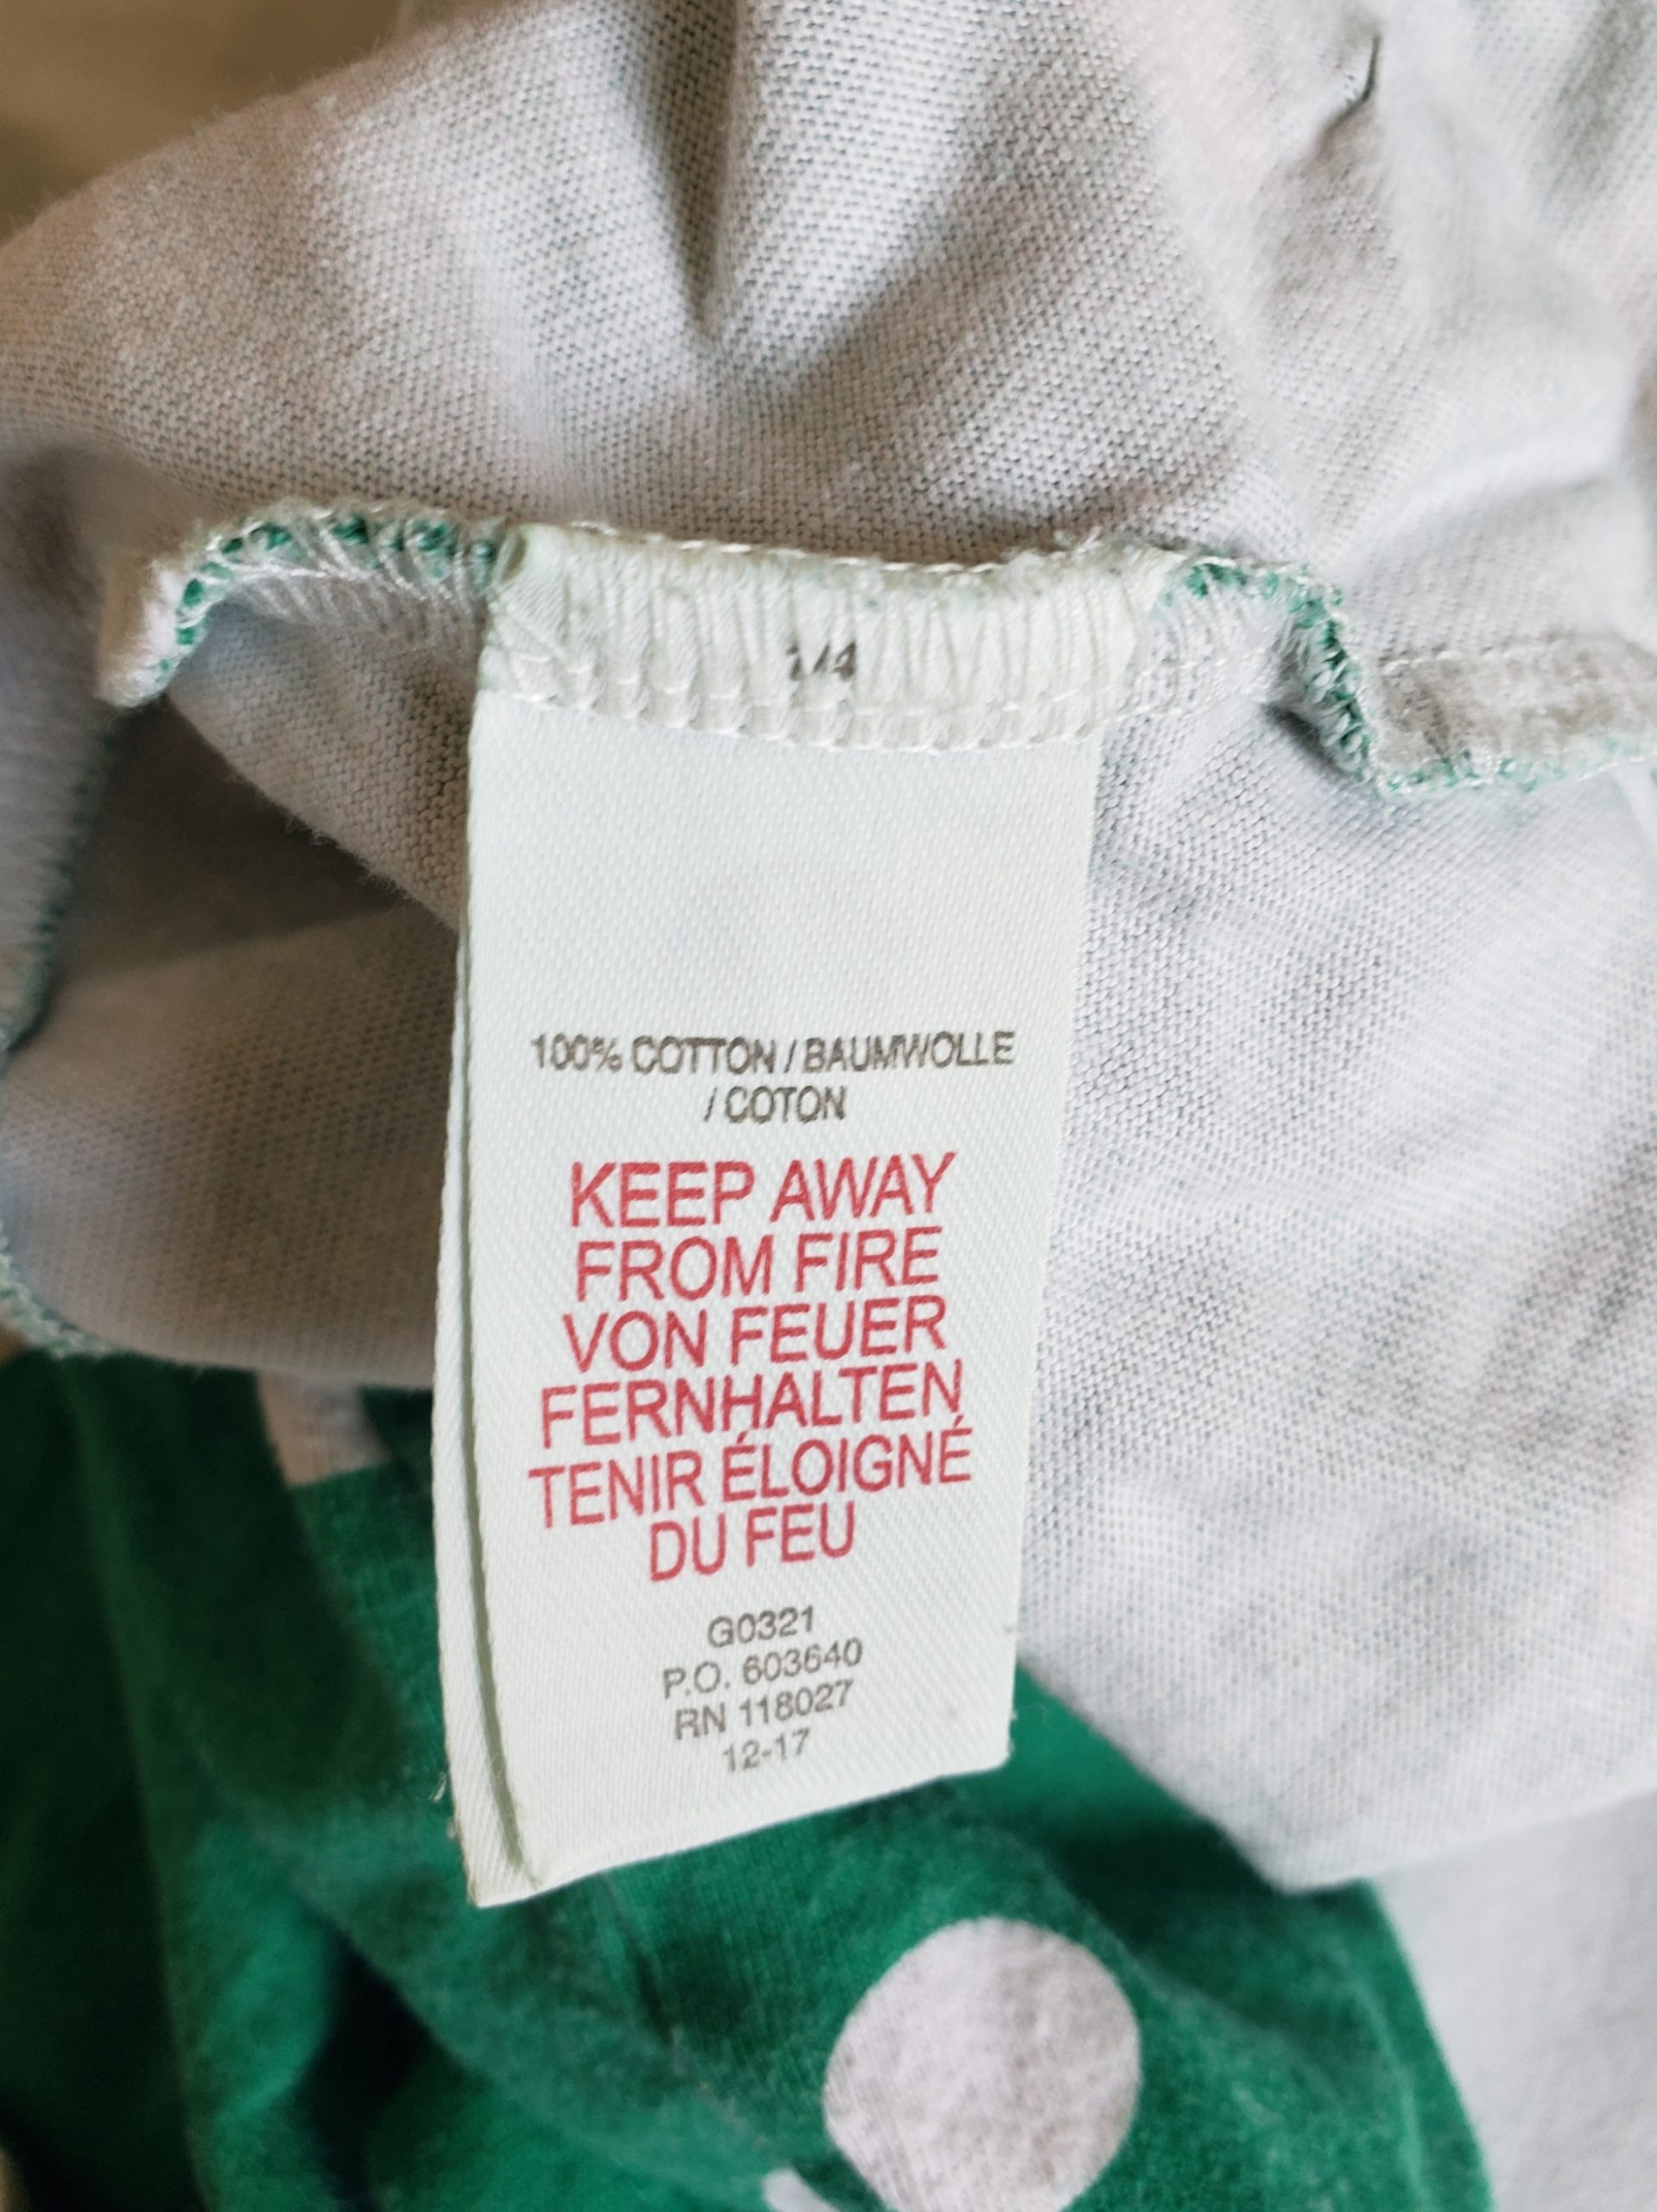 100% COTTON / BAUMWOLLE
/ COTON
KEEP AWAY
FROM FIRE
VON FEUER
FERNHALTEN
TENIR ÉLOIGNÉ
DU FEU
G0321
P.O. 603640
RN 118027
12-17